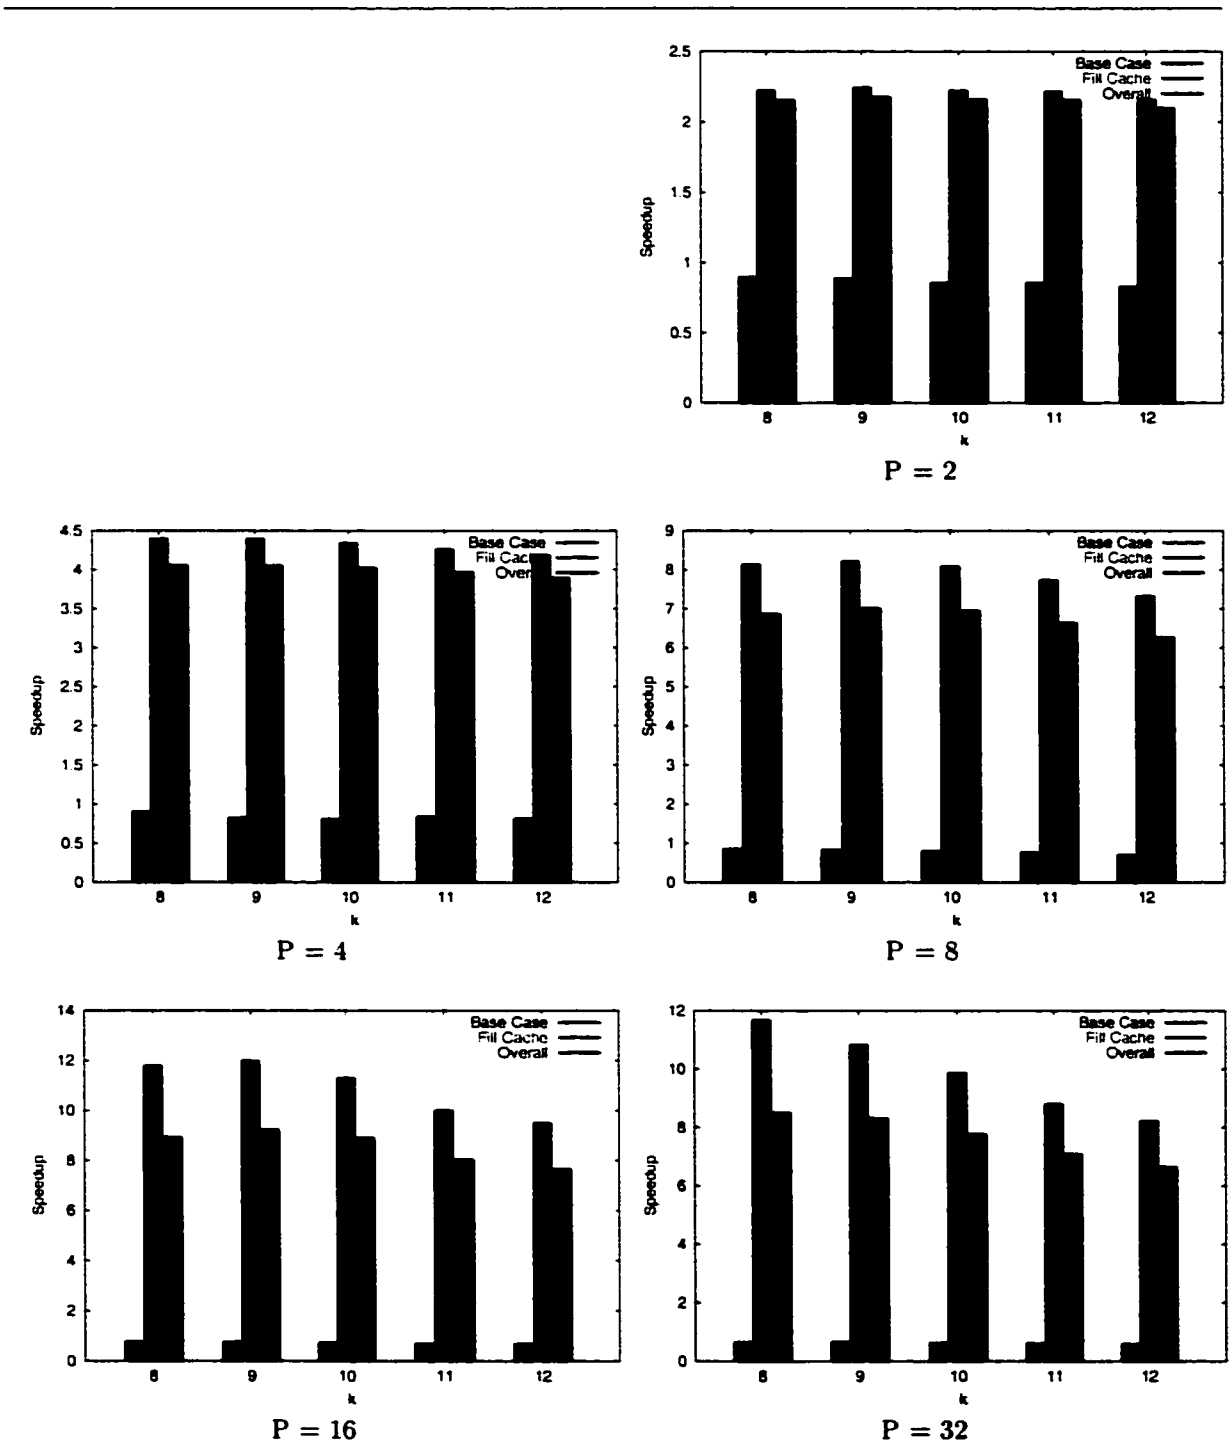 2.5
Base Case
Fill Cache
Overall
2
1.5
Speedup
1
0.5
0
8 9 10 11 12
k
P = 2
4.5
Base Case
Fill Cac
Over
4
3.5
3
2.5
Speedup
2
1.5
1
0.5
0
8 9 10 11 12
k
P = 4
9
Base Case
Fill Cache
Overall
8
7
6
5
Speedup
4
3
2
1
0
8 9 10 11 12
k
P = 8
14
Base Case
Fill Cache
Overall
12
10
8
Speedup
6
4
2
0
8 9 10 11 12
k
P = 16
12
Base Case
Fill Cache
Overall
10
8
Speedup
6
4
2
0
8 9 10 11 12
k
P = 32